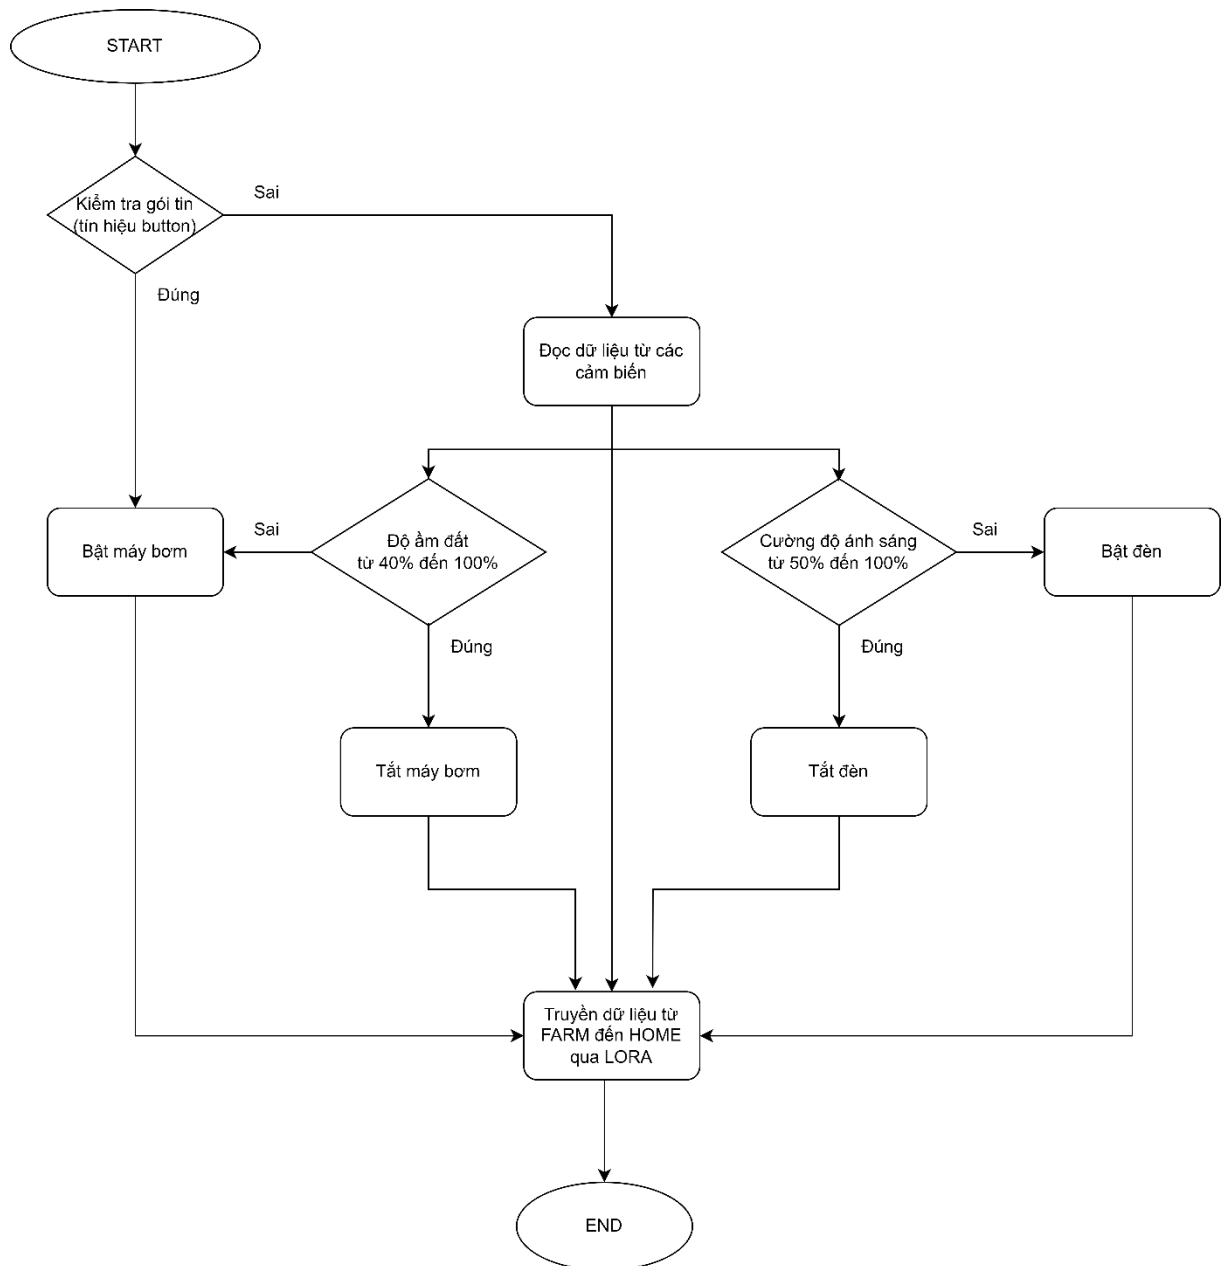 START
Kiểm tra gói tin
(tín hiệu button)
Sai
Đúng
Đọc dữ liệu từ các
cảm biến
Bật máy bơm
Sai
Độ ầm đất
từ 40% đến 100%
Cường độ ánh sáng
từ 50% đến 100%
Sai
Bật đèn
Đúng
Đúng
Tắt máy bơm
Tắt đèn
Truyền dữ liệu từ
FARM đến HOME
qua LORA
END